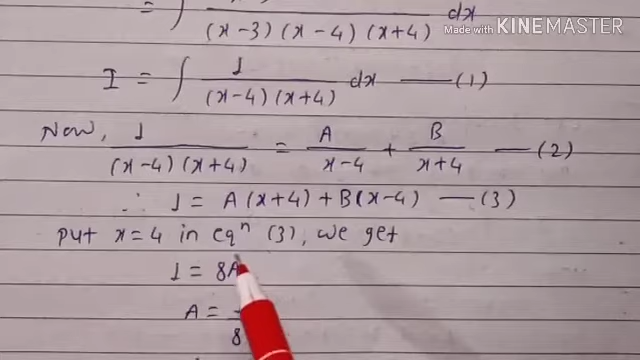 = ∫ ——— dx
(x-3) (x-4) (x+4)
Made with KINEMASTER
I = ∫ 1/((x-4) (x+4)) dx —— (1)
Now, 1/((x-4) (x+4)) = A/(x-4) + B/(x+4) —— (2)
∴ 1 = A(x+4) + B(x-4) —— (3)
put x=4 in eqⁿ (3), we get
1 = 8A
A = /8